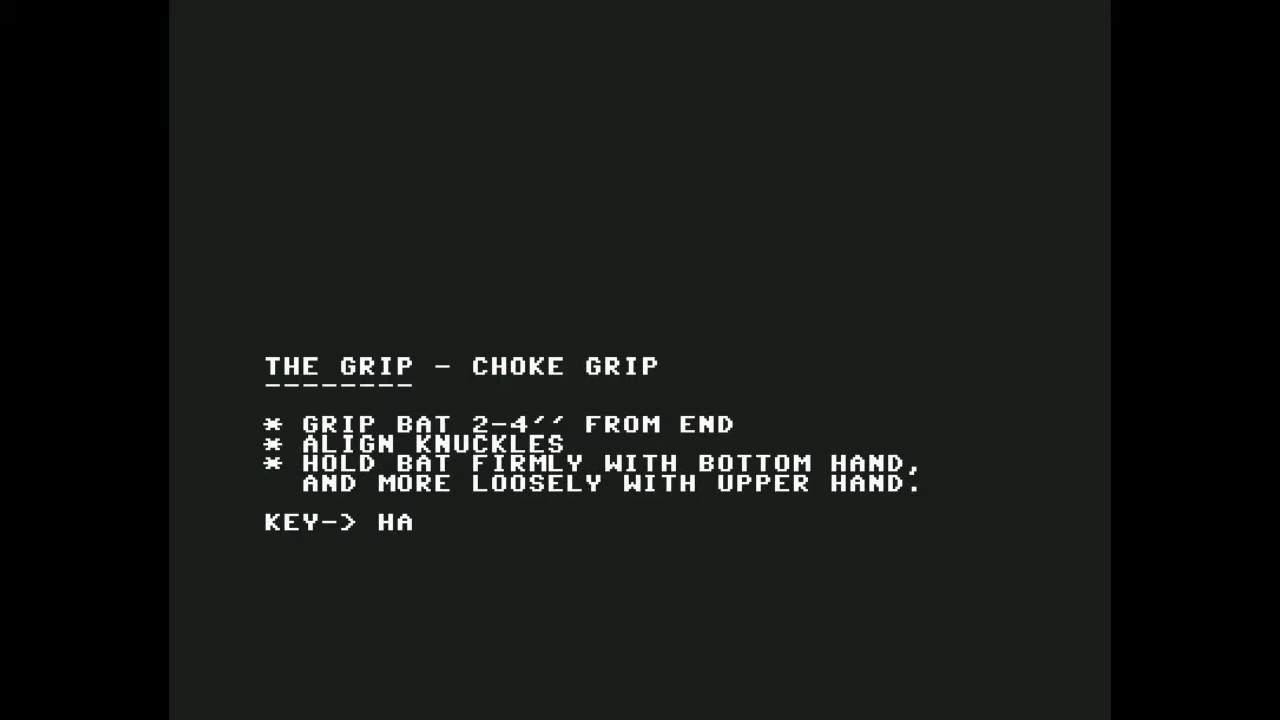 THE GRIP - CHOKE GRIP
--------
* GRIP BAT 2-4'' FROM END
* ALIGN KNUCKLES
* HOLD BAT FIRMLY WITH BOTTOM HAND,
AND MORE LOOSELY WITH UPPER HAND.
KEY-> HA